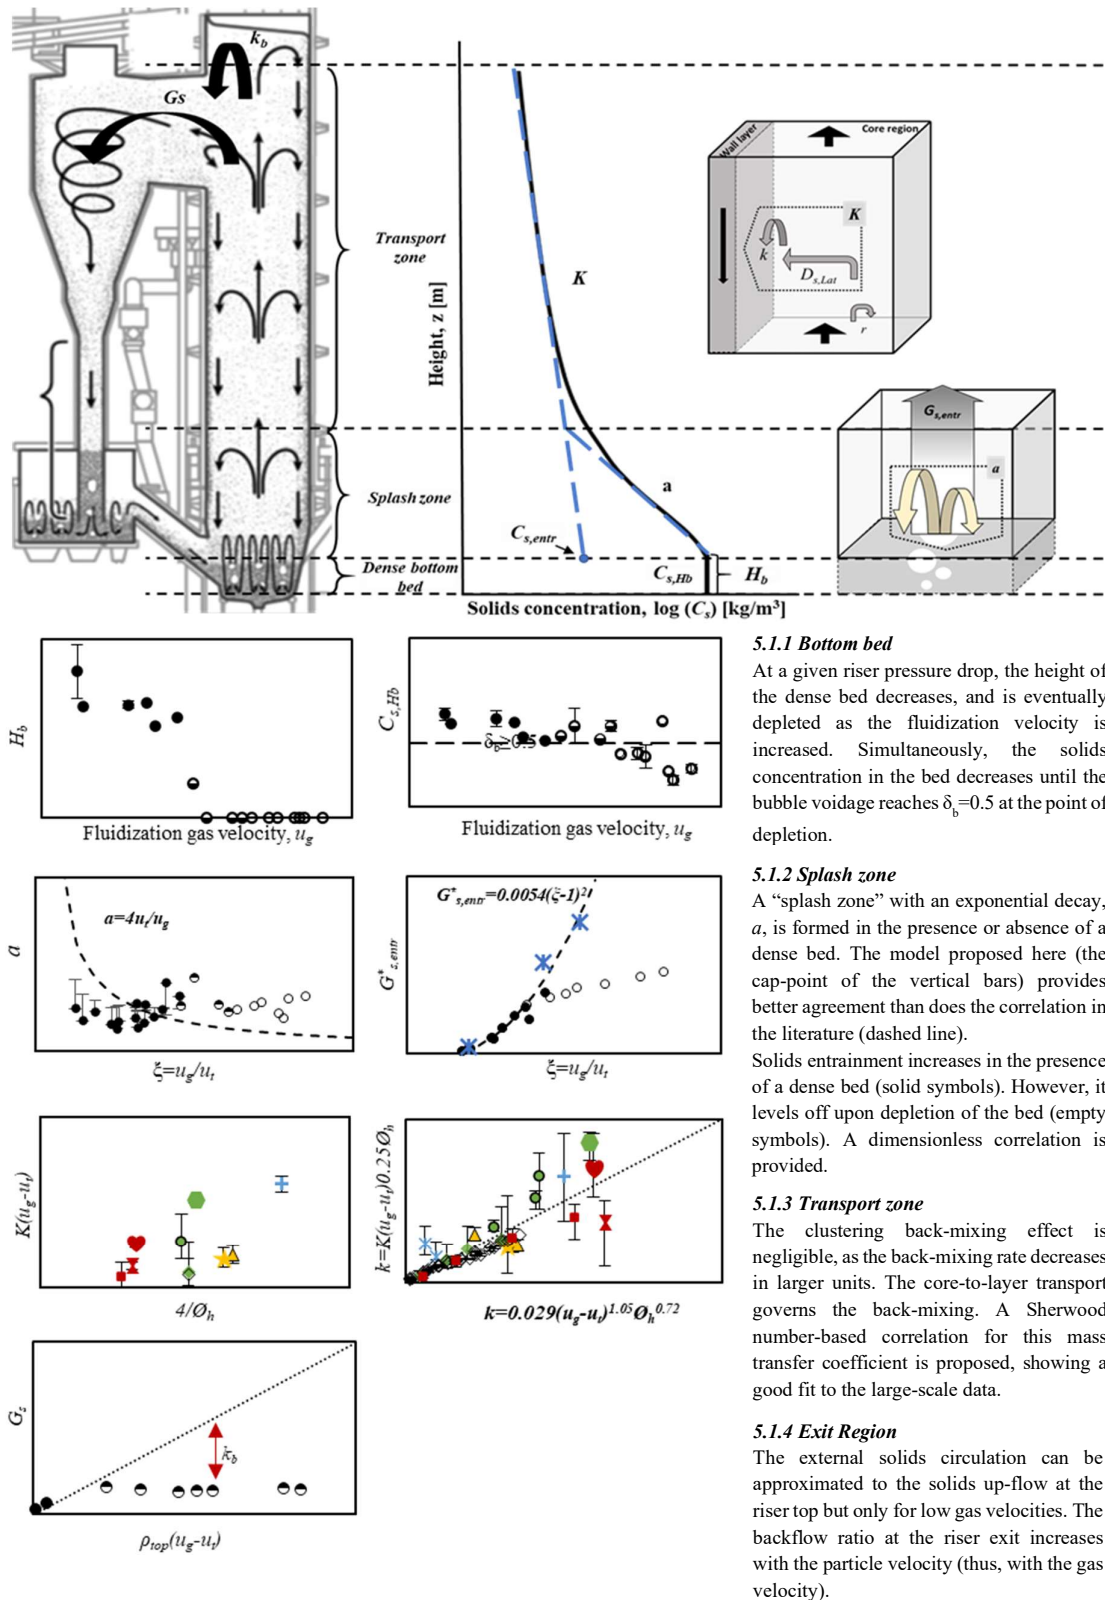 k_b
Gs
Transport
zone
Splash zone
Dense bottom
bed
Height, z [m]
K
a
C_{s,entr}
C_{s,Hb}
H_b
Solids concentration, log (C_s) [kg/m³]
Wall layer
Core region
K
k
D_{s,Lat}
r
G_{s,entr}
a
H_b
Fluidization gas velocity, u_g
C_{s,Hb}
δ_b≥0.5
Fluidization gas velocity, u_g
5.1.1 Bottom bed
At a given riser pressure drop, the height of
the dense bed decreases, and is eventually
depleted as the fluidization velocity is
increased. Simultaneously, the solids
concentration in the bed decreases until the
bubble voidage reaches δ_b=0.5 at the point of
depletion.
a
a=4u_t/u_g
ξ=u_g/u_t
G*_{s,entr}
G*_{s,entr}=0.0054(ξ-1)²
ξ=u_g/u_t
5.1.2 Splash zone
A “splash zone” with an exponential decay,
a, is formed in the presence or absence of a
dense bed. The model proposed here (the
cap-point of the vertical bars) provides
better agreement than does the correlation in
the literature (dashed line).
Solids entrainment increases in the presence
of a dense bed (solid symbols). However, it
levels off upon depletion of the bed (empty
symbols). A dimensionless correlation is
provided.
K(u_g-u_t)
4/Ø_h
k=K(u_g-u_t)0.25Ø_h
k=0.029(u_g-u_t)^{1.05}Ø_h^{0.72}
5.1.3 Transport zone
The clustering back-mixing effect is
negligible, as the back-mixing rate decreases
in larger units. The core-to-layer transport
governs the back-mixing. A Sherwood
number-based correlation for this mass
transfer coefficient is proposed, showing a
good fit to the large-scale data.
G_s
k_b
ρ_{top}(u_g-u_t)
5.1.4 Exit Region
The external solids circulation can be
approximated to the solids up-flow at the
riser top but only for low gas velocities. The
backflow ratio at the riser exit increases
with the particle velocity (thus, with the gas
velocity).